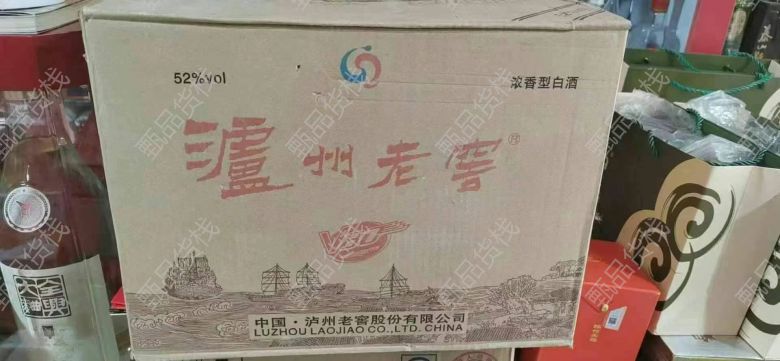 52%vol
浓香型白酒
泸州老窖
中国·泸州老窖股份有限公司
LUZHOU LAOJIAO CO., LTD. CHINA
甄品货栈